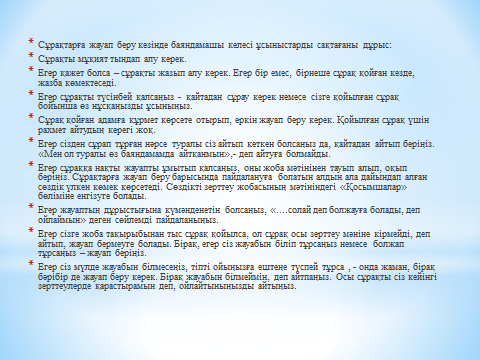 * Сұрақтарға жауап беру кезінде баяндамашы келесі ұсыныстарды сақтағаны дұрыс:
* Сұрақты мұқият тыңдап алу керек.
* Егер қажет болса – сұрақты жазып алу керек. Егер бір емес, бірнеше сұрақ қойған кезде,
жазба көмектеседі.
* Егер сұрақты түсінбей қалсаңыз - қайтадан сұрау керек немесе сізге қойылған сұрақ
бойынша өз нұсқаңызды ұсыныңыз.
* Сұрақ қойған адамға құрмет көрсете отырып, еркін жауап беру керек. Қойылған сұрақ үшін
рахмет айтудың керегі жоқ.
* Егер сізден сұрап тұрған нәрсе туралы сіз айтып кеткен болсаңыз да, қайтадан айтып беріңіз.
«Мен ол туралы өз баяндамамда айтқанмын»,- деп айтуға болмайды.
* Егер сұраққа нақты жауапты ұмытып қалсаңыз, оны жоба мәтінінен тауып алып, оқып
беріңіз. Сұрақтарға жауап беру барысында пайдалануға болатын алдын ала дайындап алған
сөздік үлкен көмек көрсетеді. Сөздікті зерттеу жобасының мәтініндегі «Қосымшалар»
бөліміне енгізуге болады.
* Егер жауаптың дұрыстығына күмәнденетін болсаңыз, «….солай деп болжауға болады, деп
ойлаймын» деген сөйлемді пайдаланыңыз.
* Егер сізге жоба тақырыбынан тыс сұрақ қойылса, ол сұрақ осы зерттеу мәніне кірмейді, деп
айтып, жауап бермеуге болады. Бірақ, егер сіз жауабын біліп тұрсаңыз немесе болжап
тұрсаңыз – жауап беріңіз.
* Егер сіз мүлде жауабын білмесеңіз, тіпті ойыңызға ештеңе түспей тұрса , - онда жаман, бірақ
бәрібір де жауап беру керек. Бірақ жауабын білмеймін, деп айтпаңыз. Осы сұрақты сіз кейінгі
зерттеулерде қарастырамын деп, ойлайтыныңызды айтыңыз.